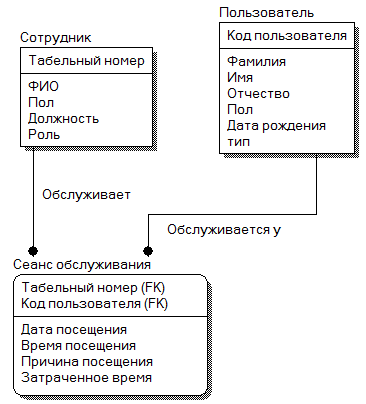 Пользователь
Код пользователя
Фамилия
Имя
Отчество
Пол
Дата рождения
тип
Сотрудник
Табельный номер
ФИО
Пол
Должность
Роль
Обслуживает
Обслуживается у
Сеанс обслуживания
Табельный номер (FK)
Код пользователя (FK)
Дата посещения
Время посещения
Причина посещения
Затраченное время